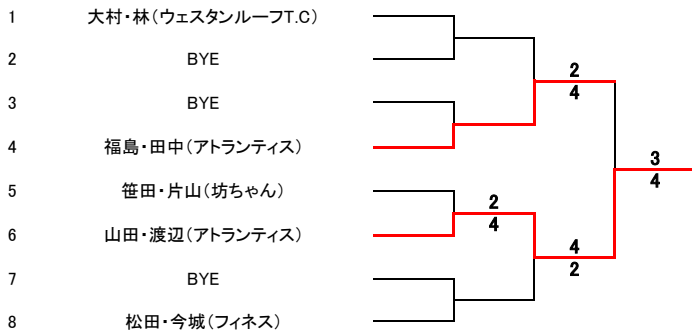 1 大村・林(ウェスタンルーフT.C)
2 BYE
3 BYE
4 福島・田中(アトランティス)
5 笹田・片山(坊ちゃん)
6 山田・渡辺(アトランティス)
7 BYE
8 松田・今城(フィネス)
2
4
2
4
4
2
3
4